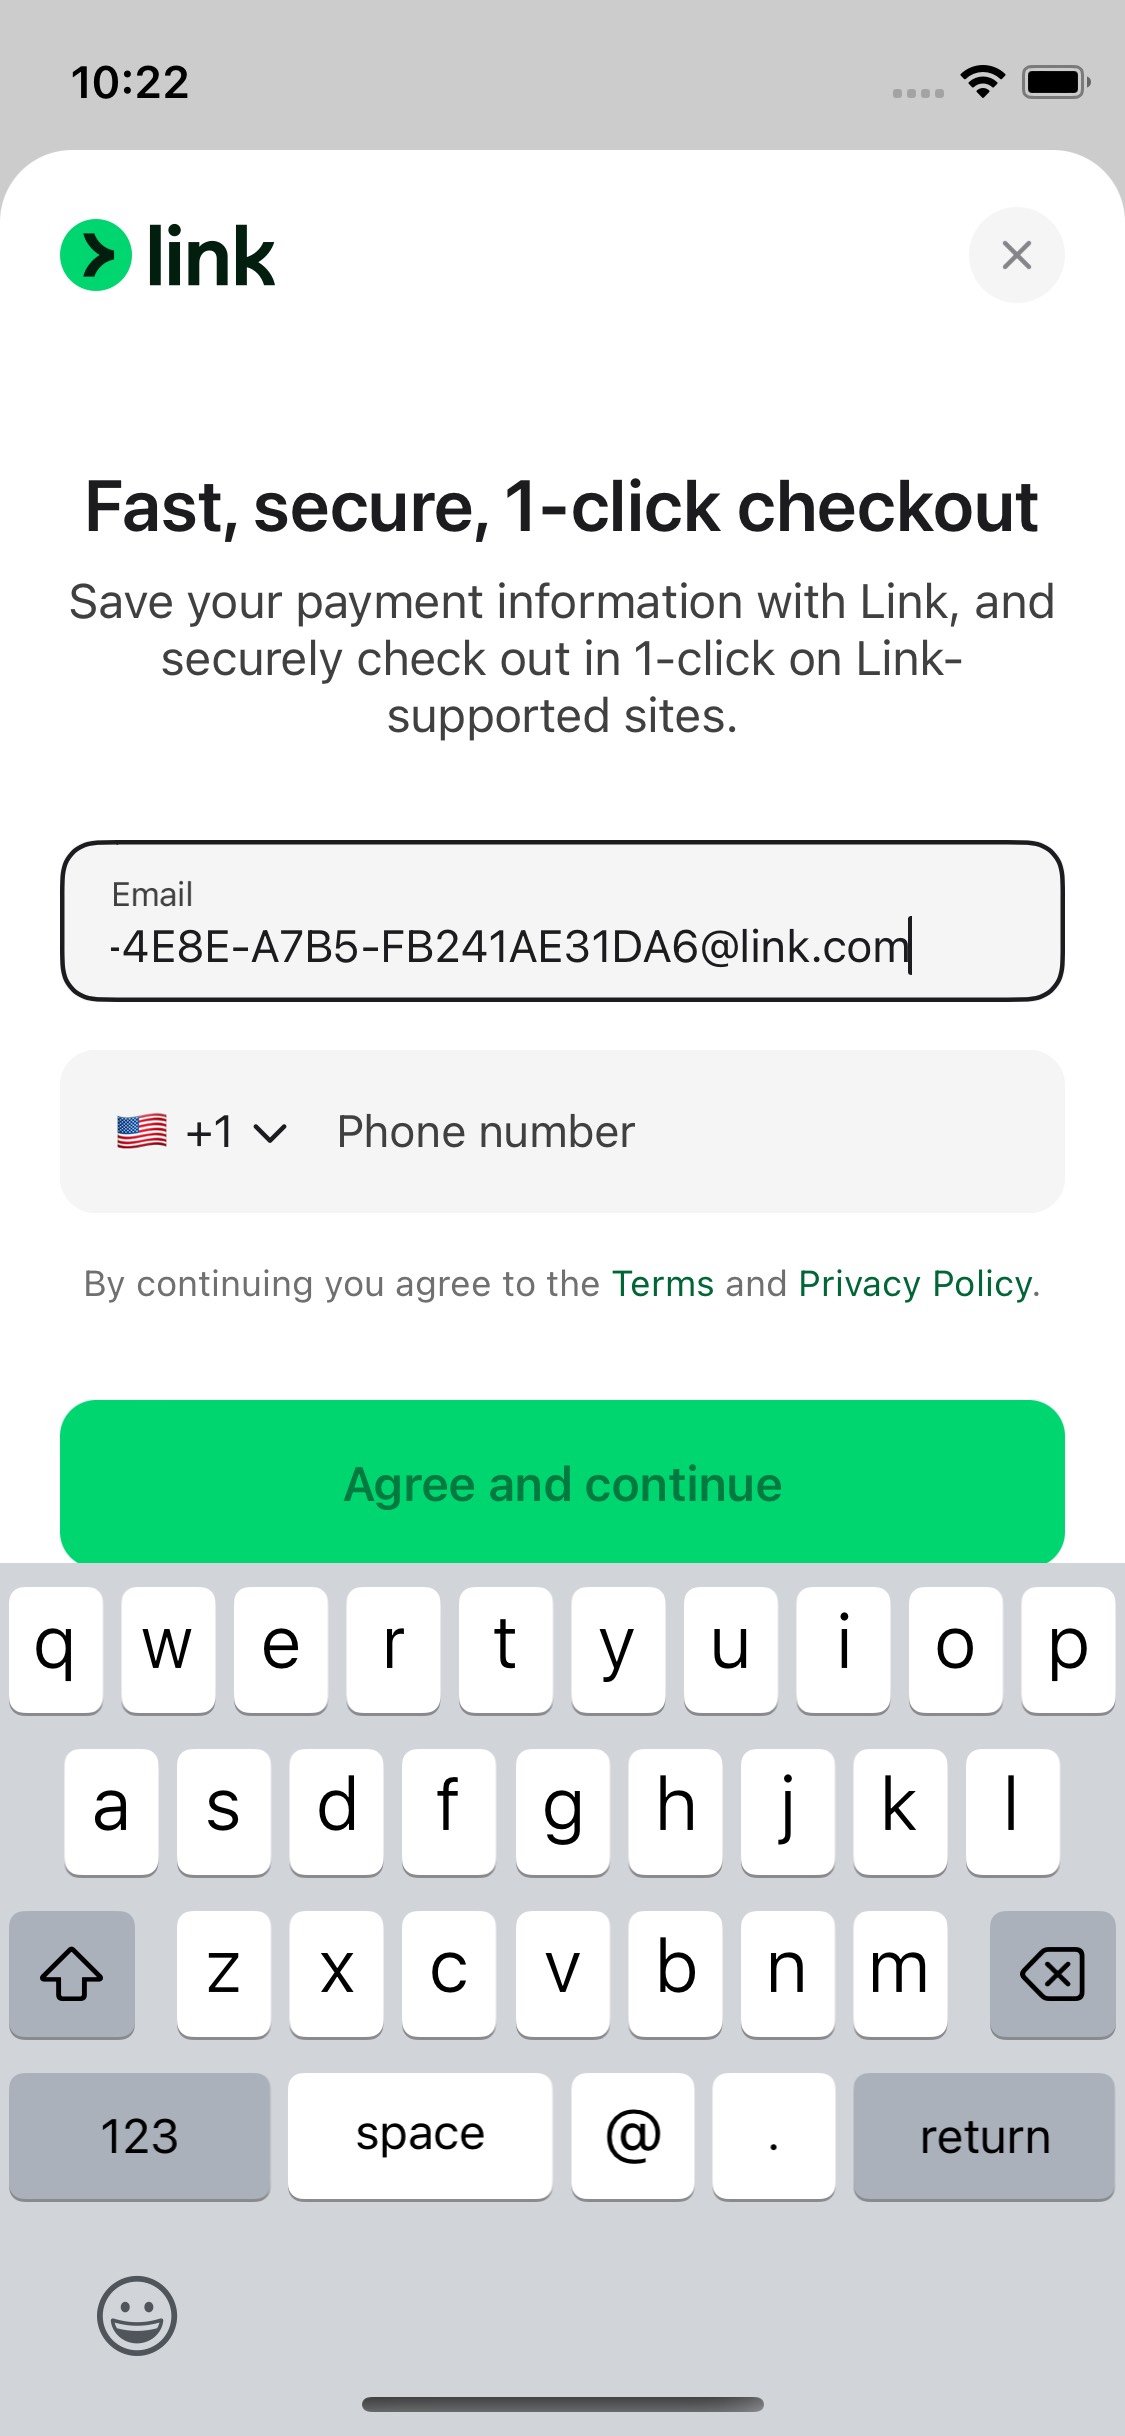 10:22
link
Fast, secure, 1-click checkout
Save your payment information with Link, and
securely check out in 1-click on Link-
supported sites.
Email
-4E8E-A7B5-FB241AE31DA6@link.com
+1 Phone number
By continuing you agree to the Terms and Privacy Policy.
Agree and continue
q w e r t y u i o p
a s d f g h j k l
z x c v b n m
123 space @ . return